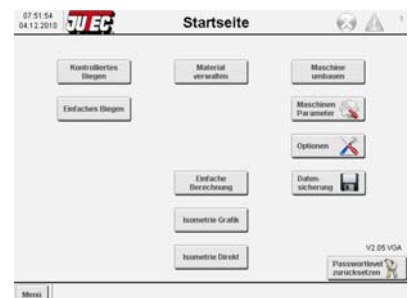 07:51:54
04.12.2010
JUTEC
Startseite
Kontrolliertes
Biegen
Material
verwalten
Maschine
umbauen
Einfaches Biegen
Maschinen
Parameter
Optionen
Einfache
Berechnung
Daten-
sicherung
Isometrie Grafik
Isometrie Direkt
V2.05 VGA
Passwortlevel
zurücksetzen
Menü